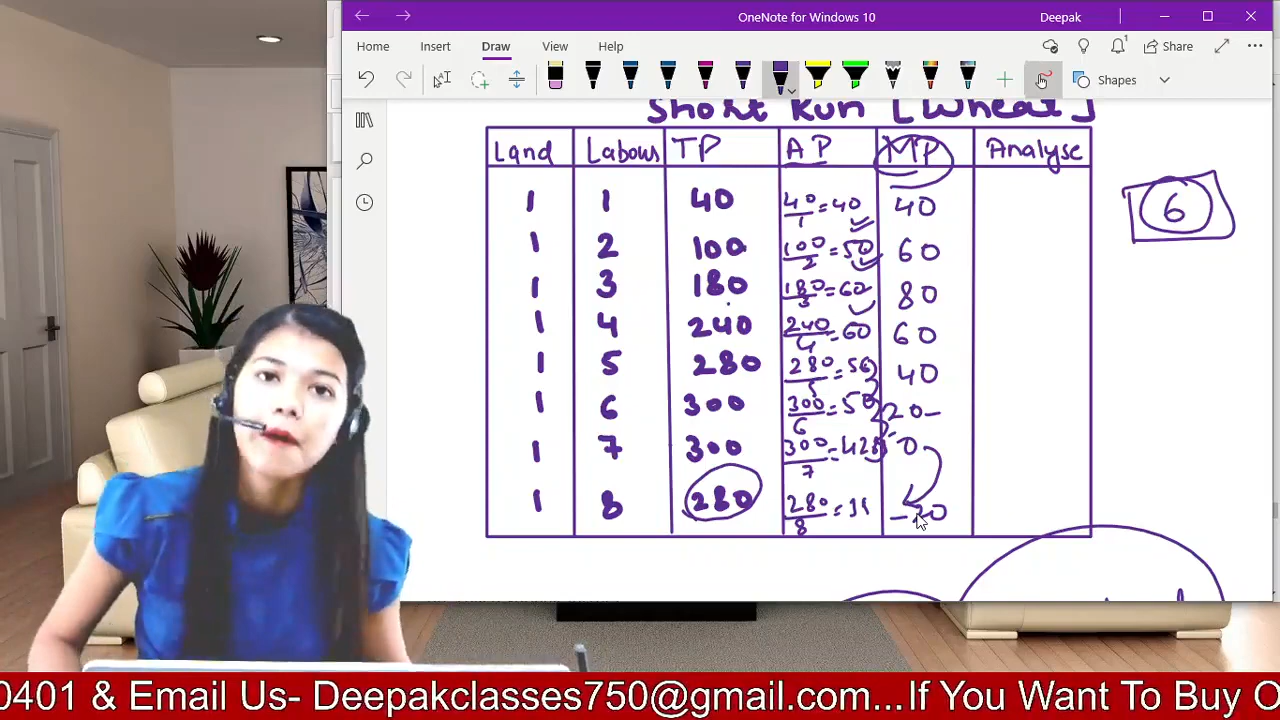 OneNote for Windows 10
Deepak
Home Insert Draw View Help
Share
Shapes
Short Run [Wheat]
Land Labour TP AP MP Analyse
1 1 40 40/1=40 40
1 2 100 100/2=50 60
1 3 180 180/3=60 80
1 4 240 240/4=60 60
1 5 280 280/5=56 40
1 6 300 300/6=50 20
1 7 300 300/7=428 0
1 8 280 280/8= -20
6
0401 & Email Us- Deepakclasses750@gmail.com...If You Want To Buy O